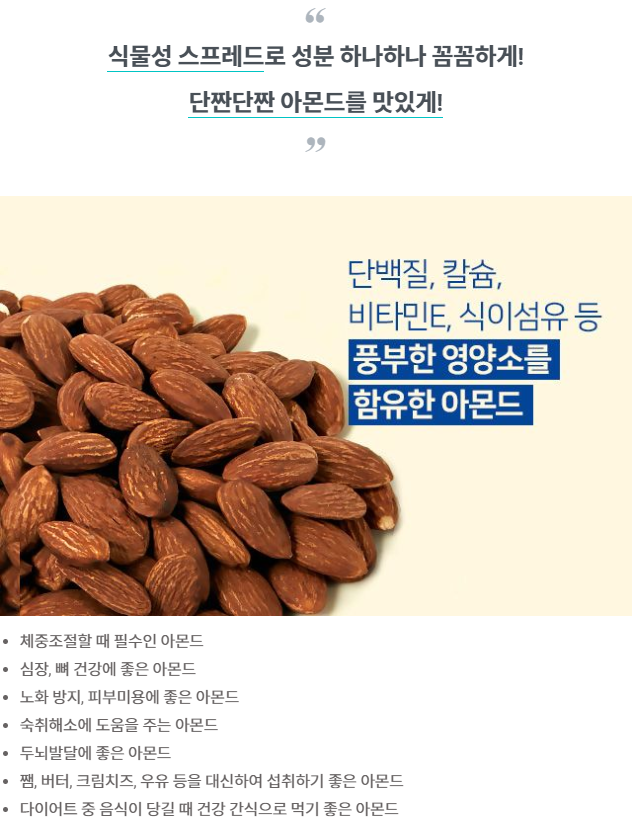 “
식물성 스프레드로 성분 하나하나 꼼꼼하게!
단짠단짠 아몬드를 맛있게!
”
단백질, 칼슘,
비타민E, 식이섬유 등
풍부한 영양소를
함유한 아몬드
• 체중조절할 때 필수인 아몬드
• 심장, 뼈 건강에 좋은 아몬드
• 노화 방지, 피부미용에 좋은 아몬드
• 숙취해소에 도움을 주는 아몬드
• 두뇌발달에 좋은 아몬드
• 쨈, 버터, 크림치즈, 우유 등을 대신하여 섭취하기 좋은 아몬드
• 다이어트 중 음식이 당길 때 건강 간식으로 먹기 좋은 아몬드